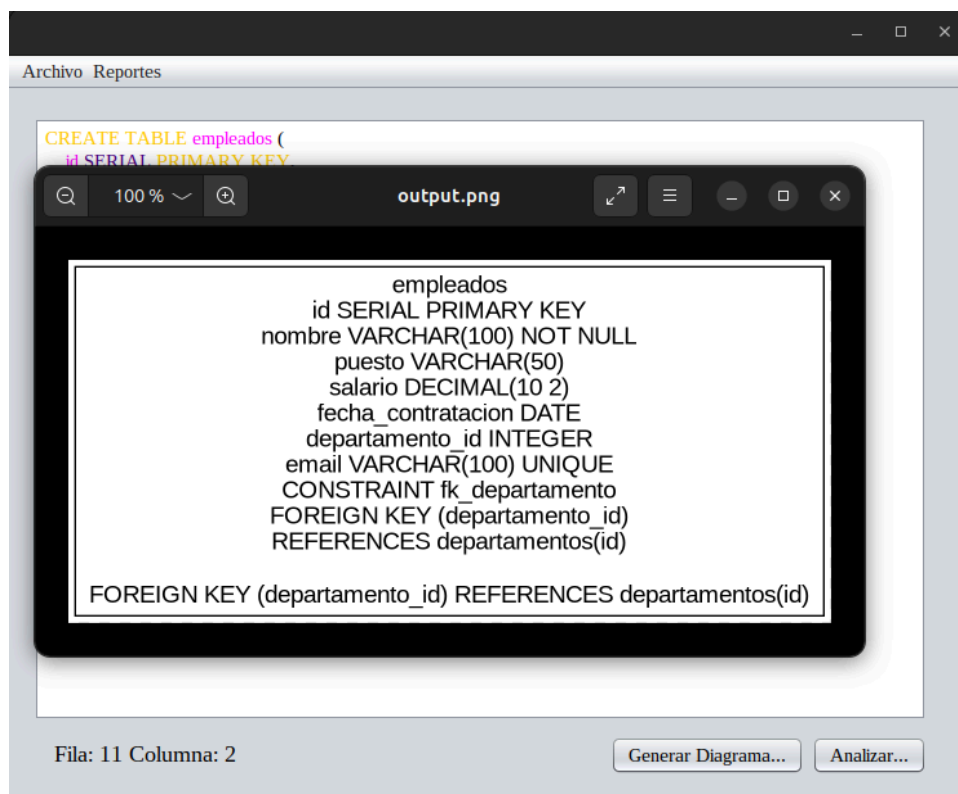 Archivo Reportes
CREATE TABLE empleados (
id SERIAL PRIMARY KEY,
100 %
output.png
empleados
id SERIAL PRIMARY KEY
nombre VARCHAR(100) NOT NULL
puesto VARCHAR(50)
salario DECIMAL(10 2)
fecha_contratacion DATE
departamento_id INTEGER
email VARCHAR(100) UNIQUE
CONSTRAINT fk_departamento
FOREIGN KEY (departamento_id)
REFERENCES departamentos(id)
FOREIGN KEY (departamento_id) REFERENCES departamentos(id)
Fila: 11 Columna: 2
Generar Diagrama...
Analizar...